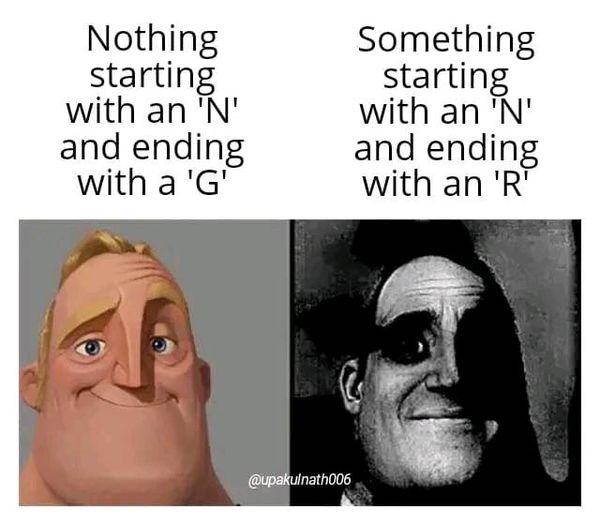 Nothing
starting
with an 'N'
and ending
with a 'G'
Something
starting
with an 'N'
and ending
with an 'R'
@upakulnath006